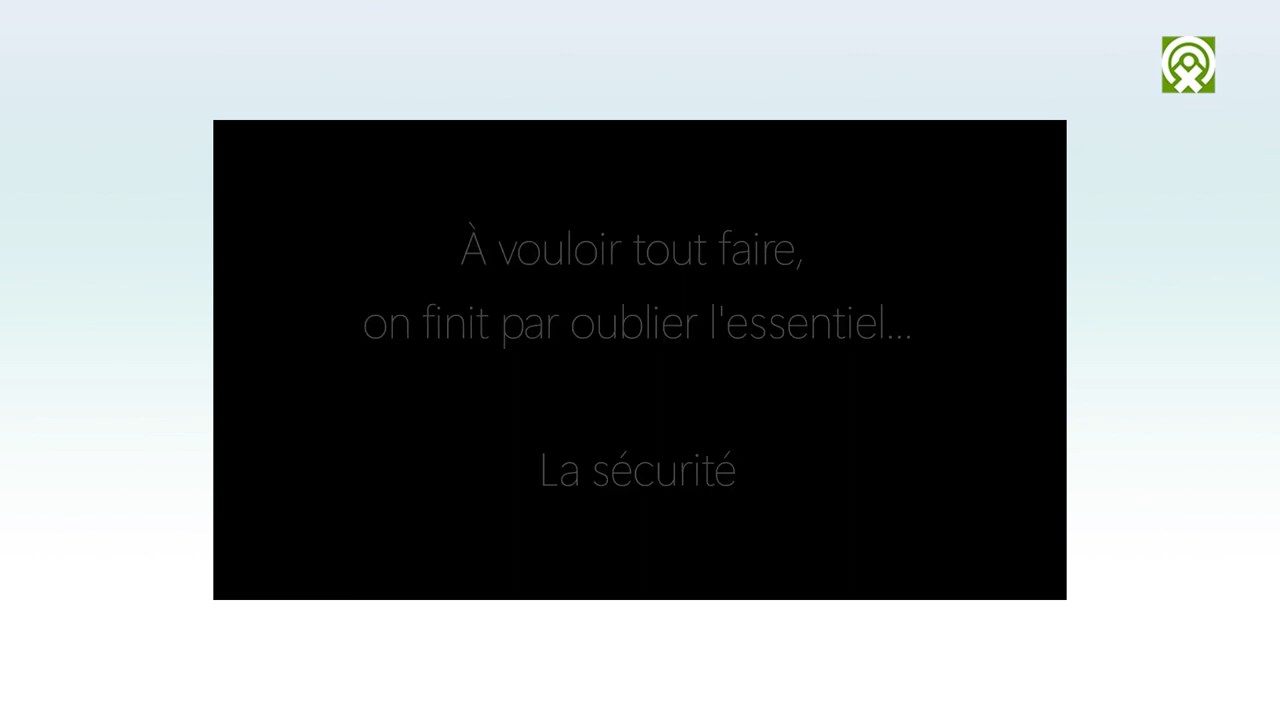 À vouloir tout faire,
on finit par oublier l'essentiel...
La sécurité